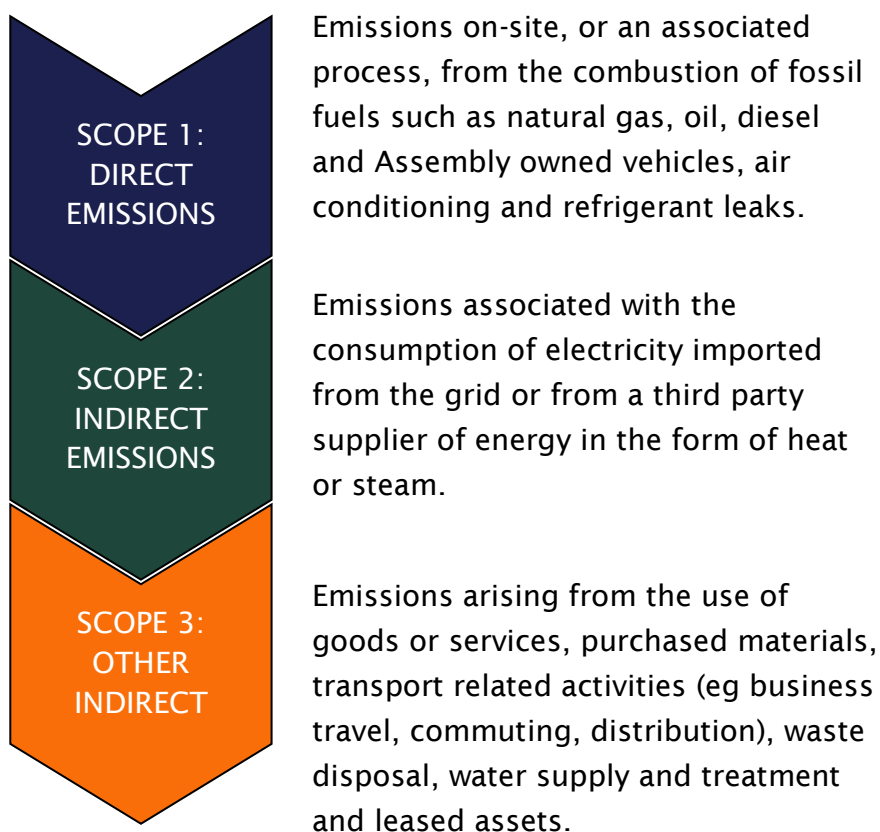 SCOPE 1:
DIRECT
EMISSIONS
Emissions on-site, or an associated
process, from the combustion of fossil
fuels such as natural gas, oil, diesel
and Assembly owned vehicles, air
conditioning and refrigerant leaks.
SCOPE 2:
INDIRECT
EMISSIONS
Emissions associated with the
consumption of electricity imported
from the grid or from a third party
supplier of energy in the form of heat
or steam.
SCOPE 3:
OTHER
INDIRECT
Emissions arising from the use of
goods or services, purchased materials,
transport related activities (eg business
travel, commuting, distribution), waste
disposal, water supply and treatment
and leased assets.